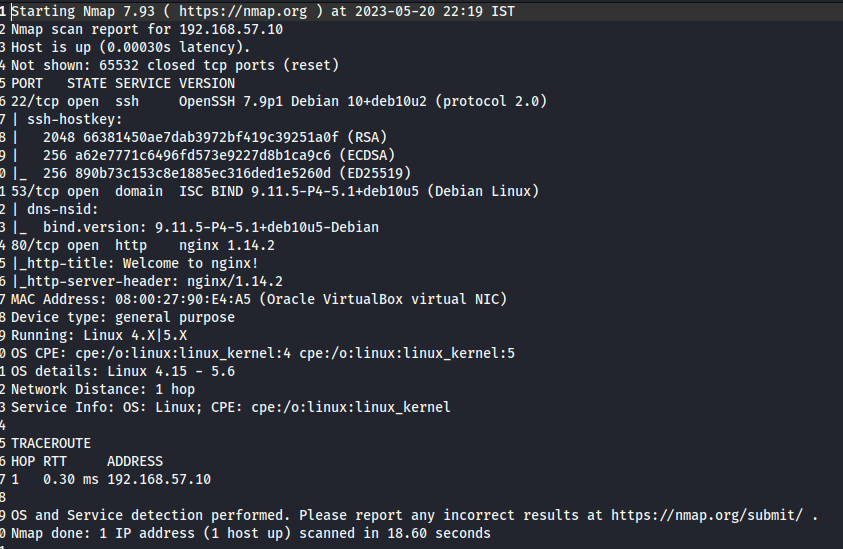 1 Starting Nmap 7.93 ( https://nmap.org ) at 2023-05-20 22:19 IST
2 Nmap scan report for 192.168.57.10
3 Host is up (0.00030s latency).
4 Not shown: 65532 closed tcp ports (reset)
5 PORT   STATE SERVICE VERSION
6 22/tcp open  ssh     OpenSSH 7.9p1 Debian 10+deb10u2 (protocol 2.0)
7 | ssh-hostkey:
8 |   2048 66381450ae7dab3972bf419c39251a0f (RSA)
9 |   256 a62e7771c6496fd573e9227d8b1ca9c6 (ECDSA)
0 |_  256 890b73c153c8e1885ec316ded1e5260d (ED25519)
1 53/tcp open  domain  ISC BIND 9.11.5-P4-5.1+deb10u5 (Debian Linux)
2 | dns-nsid:
3 |_  bind.version: 9.11.5-P4-5.1+deb10u5-Debian
4 80/tcp open  http    nginx 1.14.2
5 |_http-title: Welcome to nginx!
6 |_http-server-header: nginx/1.14.2
7 MAC Address: 08:00:27:90:E4:A5 (Oracle VirtualBox virtual NIC)
8 Device type: general purpose
9 Running: Linux 4.X|5.X
0 OS CPE: cpe:/o:linux:linux_kernel:4 cpe:/o:linux:linux_kernel:5
1 OS details: Linux 4.15 - 5.6
2 Network Distance: 1 hop
3 Service Info: OS: Linux; CPE: cpe:/o:linux:linux_kernel
4
5 TRACEROUTE
6 HOP RTT     ADDRESS
7 1   0.30 ms 192.168.57.10
8
9 OS and Service detection performed. Please report any incorrect results at https://nmap.org/submit/ .
0 Nmap done: 1 IP address (1 host up) scanned in 18.60 seconds